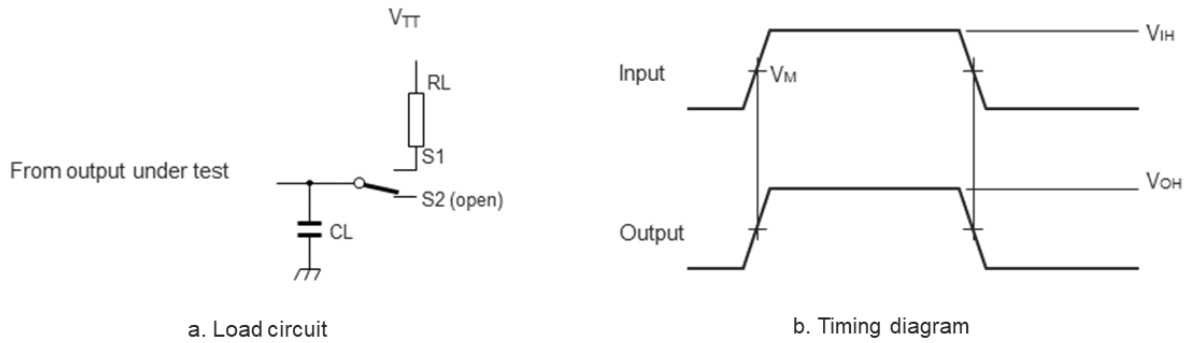 VTT
RL
S1
From output under test
S2 (open)
CL
a. Load circuit
VIH
Input
VM
VOH
Output
b. Timing diagram